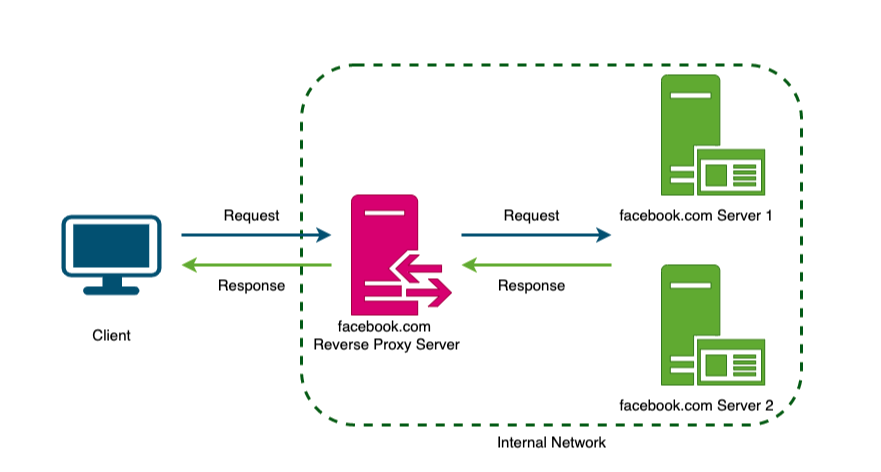 Request
Response
Client
facebook.com
Reverse Proxy Server
Request
Response
facebook.com Server 1
facebook.com Server 2
Internal Network